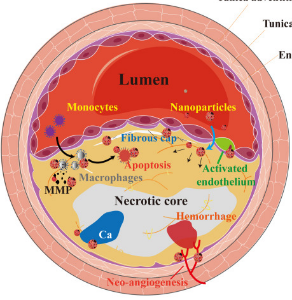 Tunica
En
Lumen
Monocytes
Nanoparticles
Fibrous cap
Apoptosis
Activated
endothelium
Macrophages
MMP
Necrotic core
Hemorrhage
Ca
Neo-angiogenesis